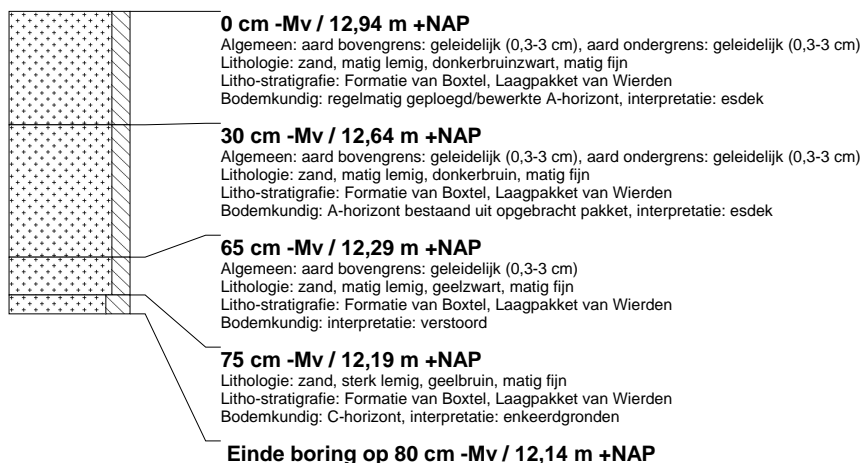 0 cm -Mv / 12,94 m +NAP
Algemeen: aard bovengrens: geleidelijk (0,3-3 cm), aard ondergrens: geleidelijk (0,3-3 cm)
Lithologie: zand, matig lemig, donkerbruinzwart, matig fijn
Litho-stratigrafie: Formatie van Boxtel, Laagpakket van Wierden
Bodemkundig: regelmatig geploegd/bewerkte A-horizont, interpretatie: esdek
30 cm -Mv / 12,64 m +NAP
Algemeen: aard bovengrens: geleidelijk (0,3-3 cm), aard ondergrens: geleidelijk (0,3-3 cm)
Lithologie: zand, matig lemig, donkerbruin, matig fijn
Litho-stratigrafie: Formatie van Boxtel, Laagpakket van Wierden
Bodemkundig: A-horizont bestaand uit opgebracht pakket, interpretatie: esdek
65 cm -Mv / 12,29 m +NAP
Algemeen: aard bovengrens: geleidelijk (0,3-3 cm)
Lithologie: zand, matig lemig, geelzwart, matig fijn
Litho-stratigrafie: Formatie van Boxtel, Laagpakket van Wierden
Bodemkundig: interpretatie: verstoord
75 cm -Mv / 12,19 m +NAP
Lithologie: zand, sterk lemig, geelbruin, matig fijn
Litho-stratigrafie: Formatie van Boxtel, Laagpakket van Wierden
Bodemkundig: C-horizont, interpretatie: enkeerdgronden
Einde boring op 80 cm -Mv / 12,14 m +NAP